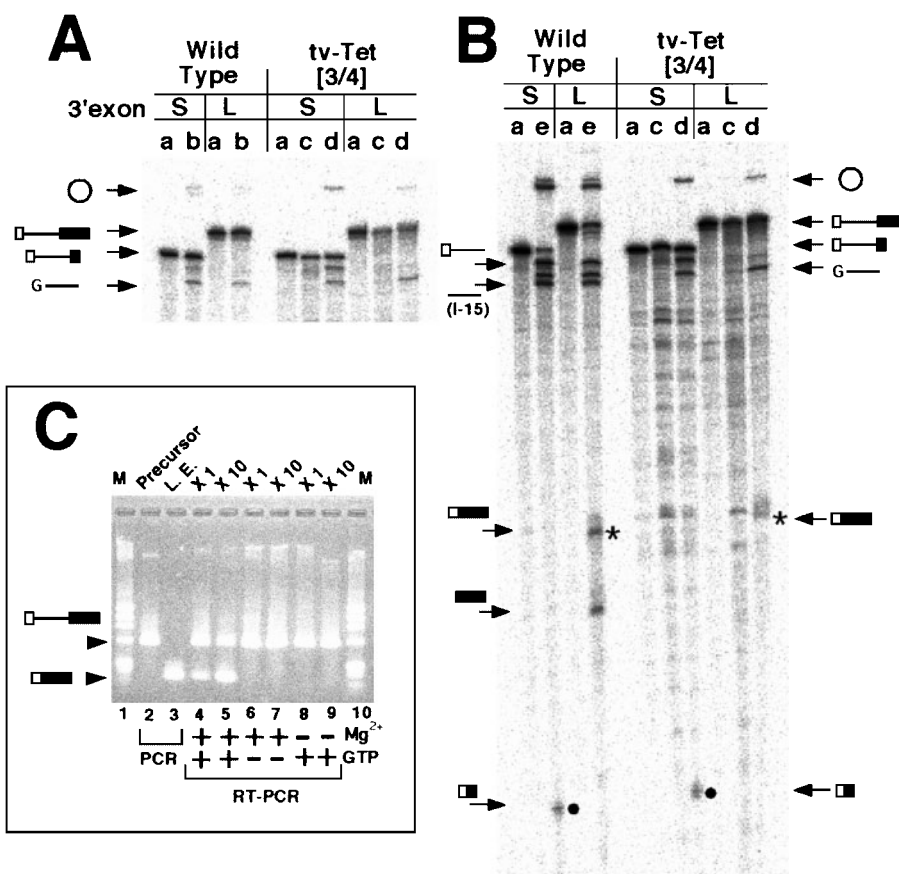 A
Wild Type
tv-Tet [3/4]
3'exon S L S L
a b a b a c d a c d
G
B
Wild Type
tv-Tet [3/4]
S L S L
a e a e a c d a c d
(I-15)
G
*
*
C
M Precursor L. E. X 1 X 10 X 1 X 10 X 1 X 10 M
1 2 3 4 5 6 7 8 9 10
+ + + + − − Mg2+
PCR + + − − + + GTP
RT-PCR